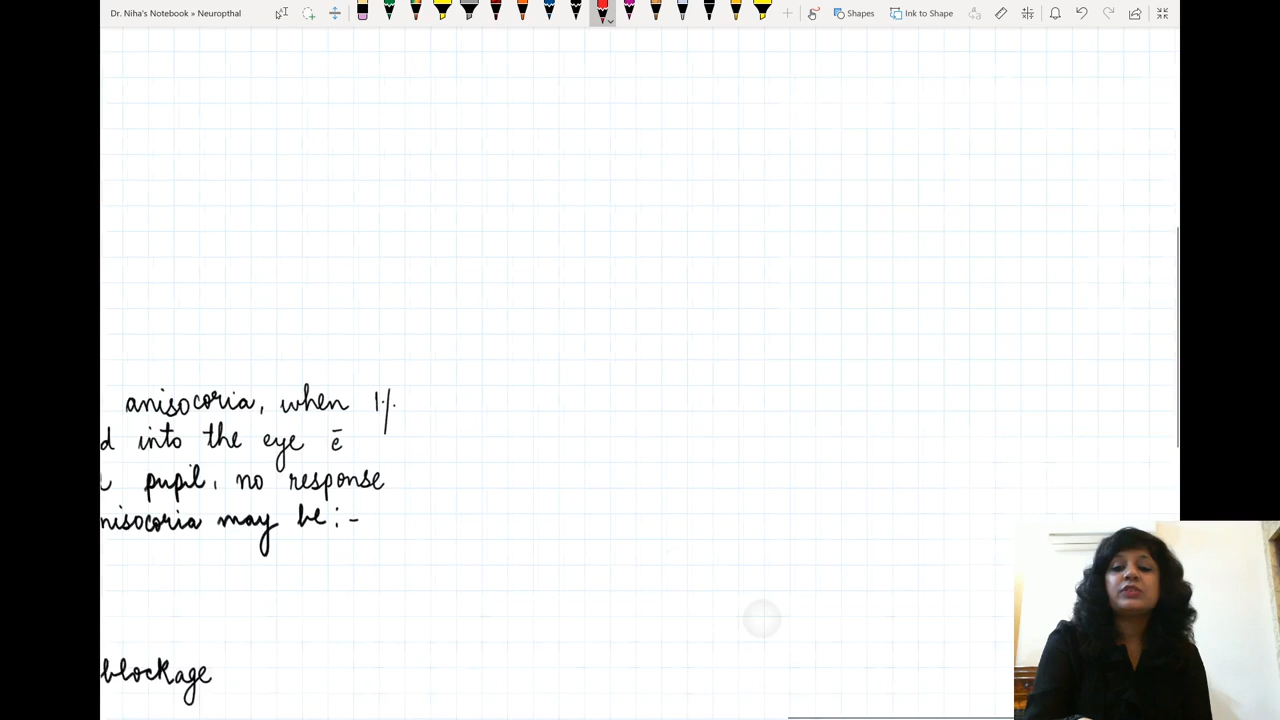 Dr. Niha's Notebook » Neuropthal
Shapes
Ink to Shape
anisocoria, when 1%
d into the eye c̄
pupil, no response
nisocoria may be :-
blockage